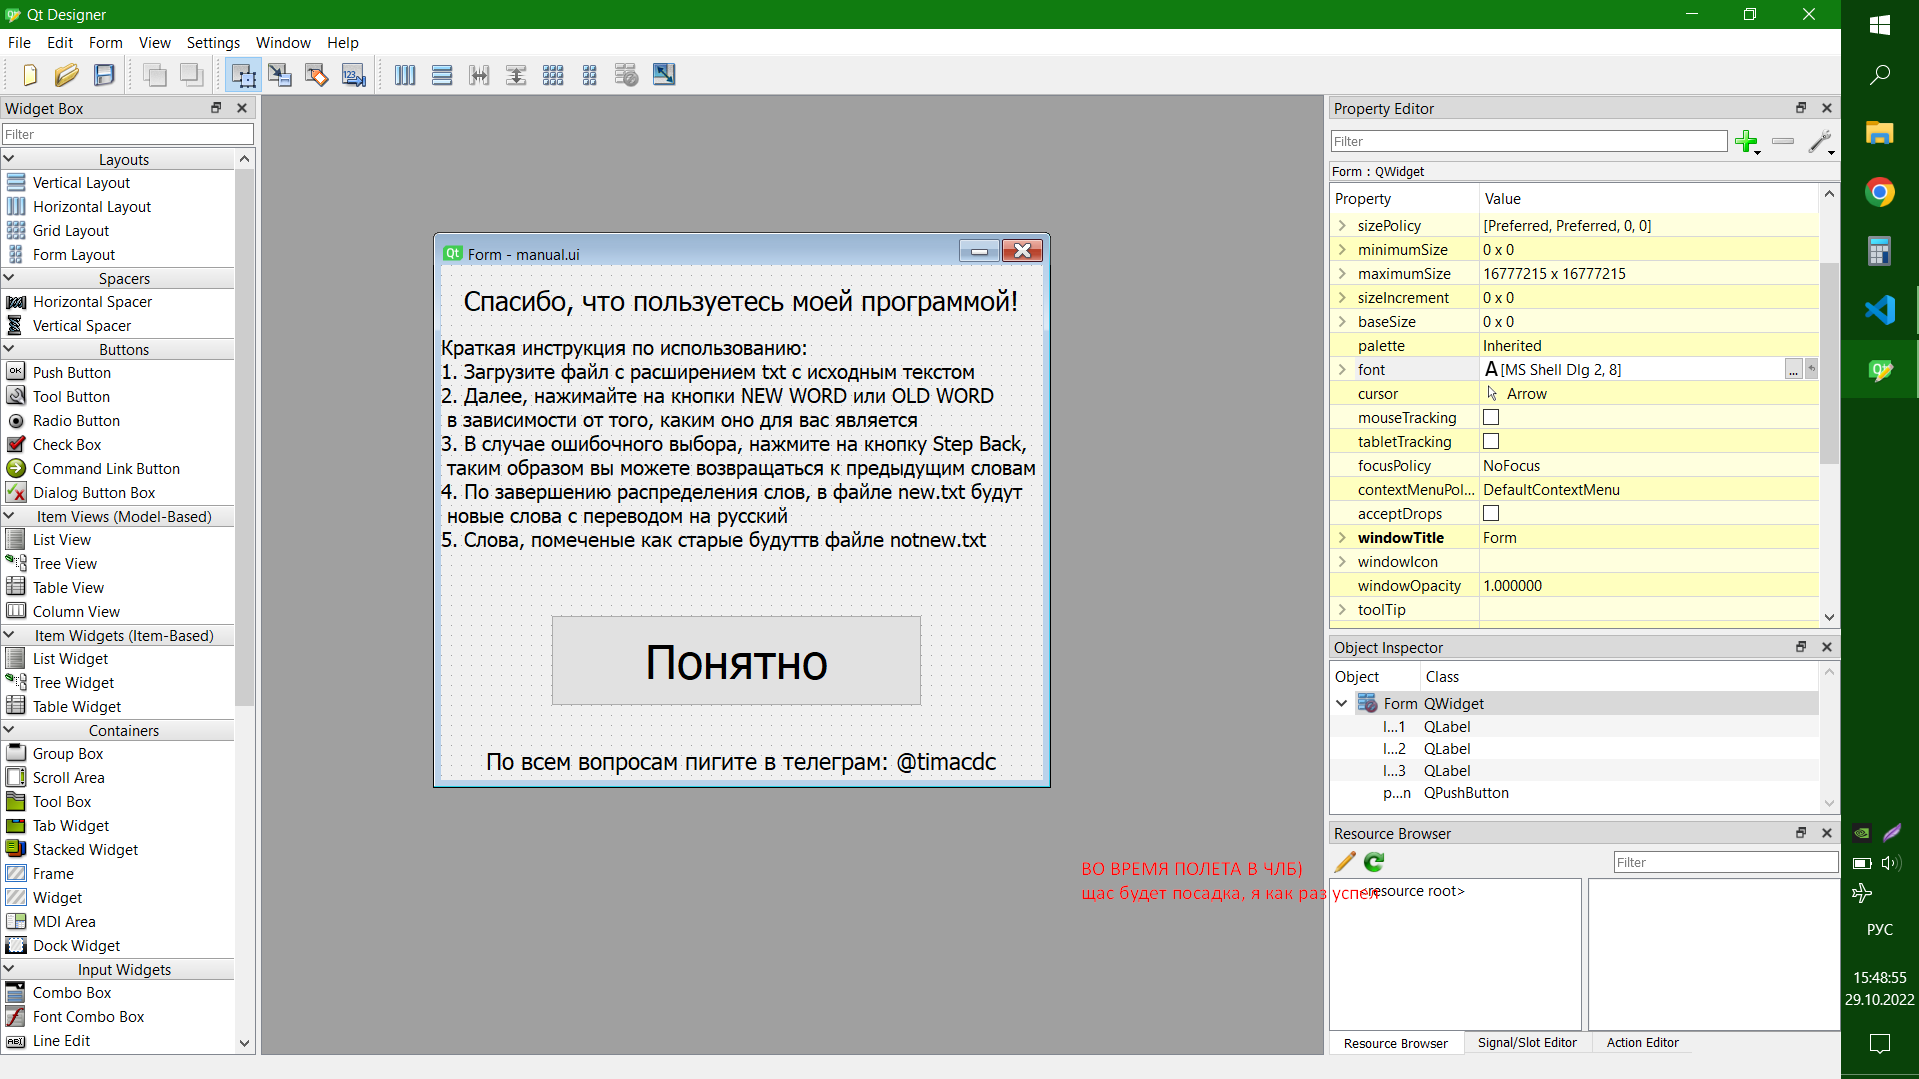 Qt Designer
File Edit Form View Settings Window Help
Widget Box
Filter
Layouts
Vertical Layout
Horizontal Layout
Grid Layout
Form Layout
Spacers
Horizontal Spacer
Vertical Spacer
Buttons
Push Button
Tool Button
Radio Button
Check Box
Command Link Button
Dialog Button Box
Item Views (Model-Based)
List View
Tree View
Table View
Column View
Item Widgets (Item-Based)
List Widget
Tree Widget
Table Widget
Containers
Group Box
Scroll Area
Tool Box
Tab Widget
Stacked Widget
Frame
Widget
MDI Area
Dock Widget
Input Widgets
Combo Box
Font Combo Box
Line Edit
Form - manual.ui
Спасибо, что пользуетесь моей программой!
Краткая инструкция по использованию:
1. Загрузите файл с расширением txt с исходным текстом
2. Далее, нажимайте на кнопки NEW WORD или OLD WORD
в зависимости от того, каким оно для вас является
3. В случае ошибочного выбора, нажмите на кнопку Step Back,
таким образом вы можете возвращаться к предыдущим словам
4. По завершению распределения слов, в файле new.txt будут
новые слова с переводом на русский
5. Слова, помеченые как старые будуттв файле notnew.txt
Понятно
По всем вопросам пигите в телеграм: @timacdc
ВО ВРЕМЯ ПОЛЕТА В ЧЛБ)
щас будет посадка, я как раз успел
Property Editor
Filter
Form : QWidget
Property Value
sizePolicy [Preferred, Preferred, 0, 0]
minimumSize 0 x 0
maximumSize 16777215 x 16777215
sizeIncrement 0 x 0
baseSize 0 x 0
palette Inherited
font A [MS Shell Dlg 2, 8] ...
cursor Arrow
mouseTracking
tabletTracking
focusPolicy NoFocus
contextMenuPol... DefaultContextMenu
acceptDrops
windowTitle Form
windowIcon
windowOpacity 1.000000
toolTip
Object Inspector
Object Class
Form QWidget
l...1 QLabel
l...2 QLabel
l...3 QLabel
p...n QPushButton
Resource Browser
Filter
<resource root>
Resource Browser Signal/Slot Editor Action Editor
РУС
15:48:55
29.10.2022